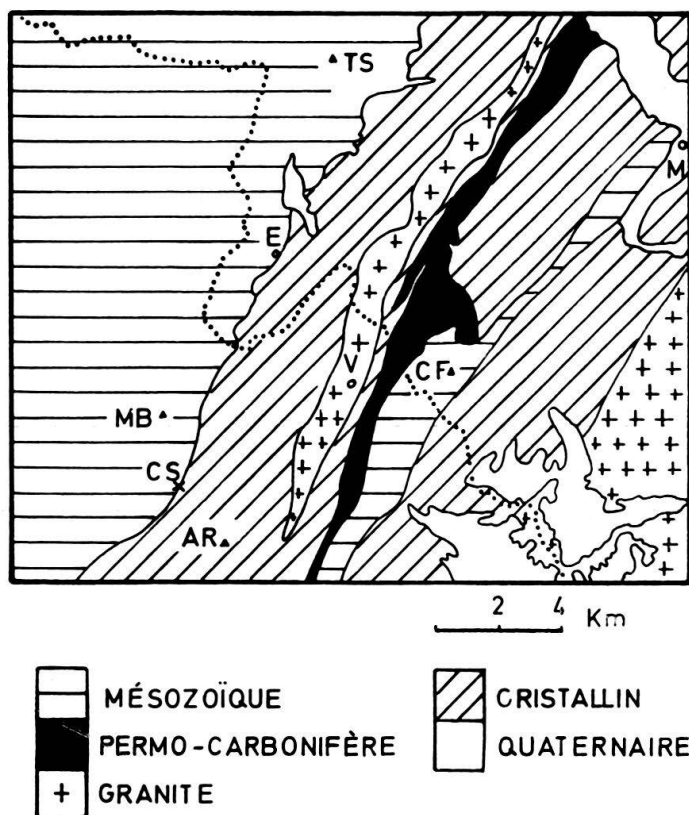 TS
M
E
V
CF
MB
CS
AR
2 4 Km
MÉSOZOÏQUE
CRISTALLIN
PERMO-CARBONIFÈRE
QUATERNAIRE
GRANITE